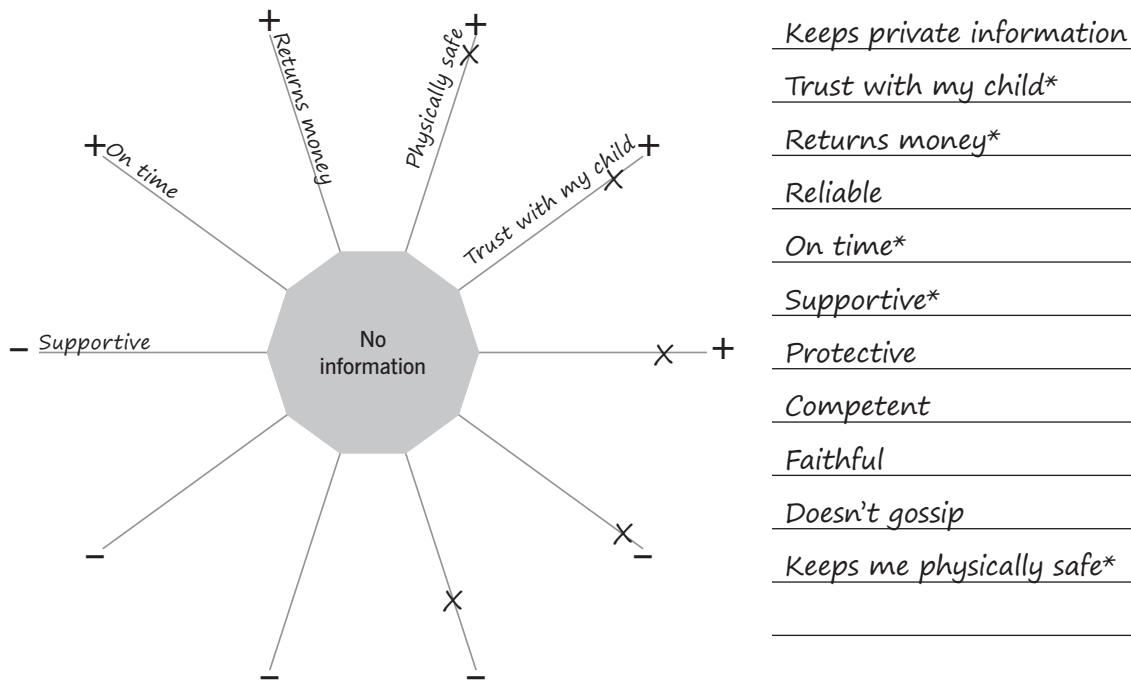 +
Returns money
+
Physically safe
X
+
On time
Trust with my child
+
X
– Supportive
No
information
X
+
X
–
–
X
–
–
Keeps private information
Trust with my child*
Returns money*
Reliable
On time*
Supportive*
Protective
Competent
Faithful
Doesn't gossip
Keeps me physically safe*